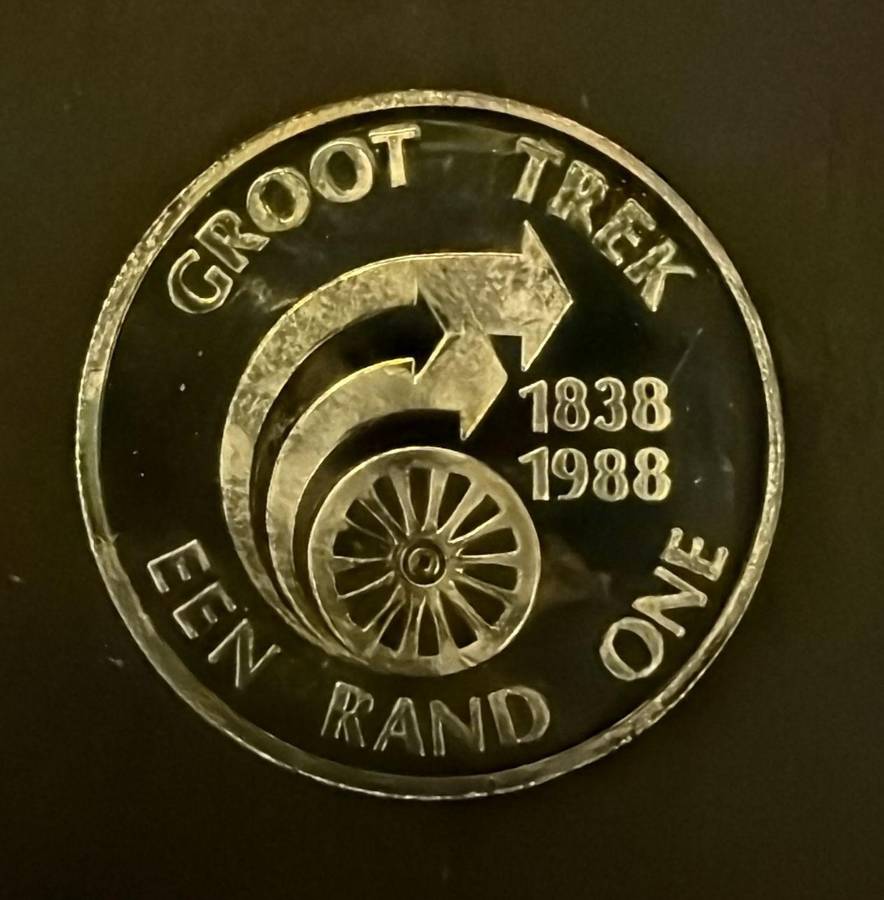 GROOT TREK
1838
1988
EEN RAND ONE